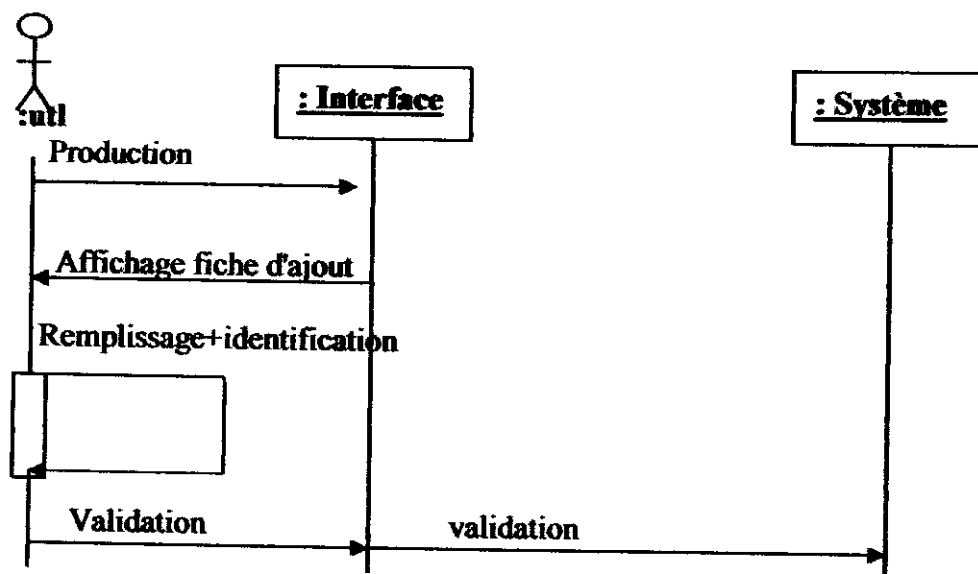 : Interface
: Système
:utl
Production
Affichage fiche d'ajout
Remplissage+identification
Validation
validation